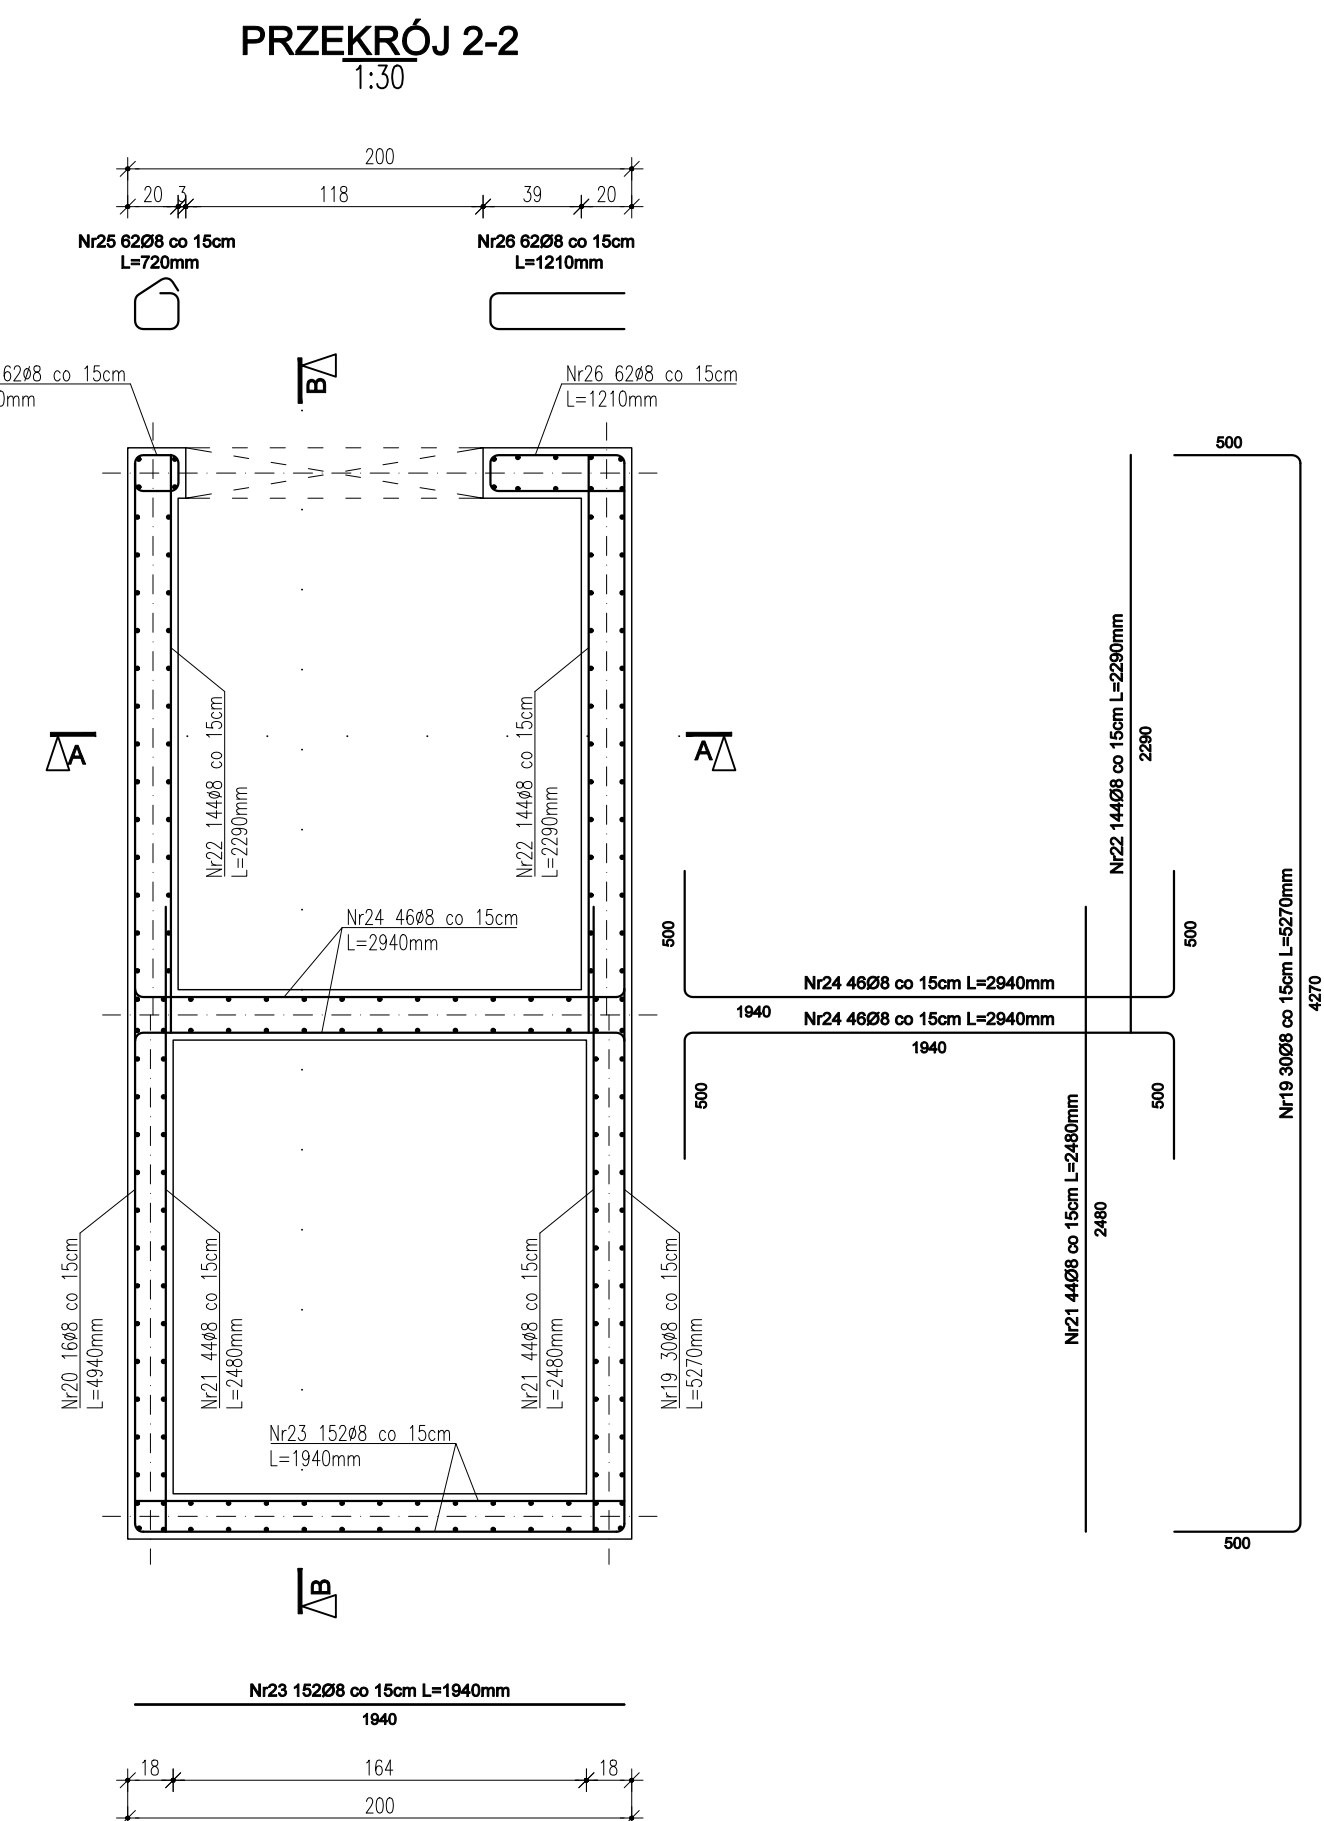 PRZEKRÓJ 2-2
1:30
200
20 3 118 39 20
Nr25 62Ø8 co 15cm
L=720mm
Nr26 62Ø8 co 15cm
L=1210mm
B
62ø8 co 15cm
0mm
Nr26 62ø8 co 15cm
L=1210mm
500
A
A
Nr22 144ø8 co 15cm
L=2290mm
Nr22 144ø8 co 15cm
L=2290mm
Nr22 144Ø8 co 15cm L=2290mm
2290
Nr24 46ø8 co 15cm
L=2940mm
500
500
Nr24 46Ø8 co 15cm L=2940mm
1940
Nr24 46Ø8 co 15cm L=2940mm
1940
500
500
Nr19 30Ø8 co 15cm L=5270mm
4270
Nr21 44Ø8 co 15cm L=2480mm
2480
Nr20 16ø8 co 15cm
L=4940mm
Nr21 44ø8 co 15cm
L=2480mm
Nr21 44ø8 co 15cm
L=2480mm
Nr19 30ø8 co 15cm
L=5270mm
Nr23 152ø8 co 15cm
L=1940mm
500
B
Nr23 152Ø8 co 15cm L=1940mm
1940
18 164 18
200